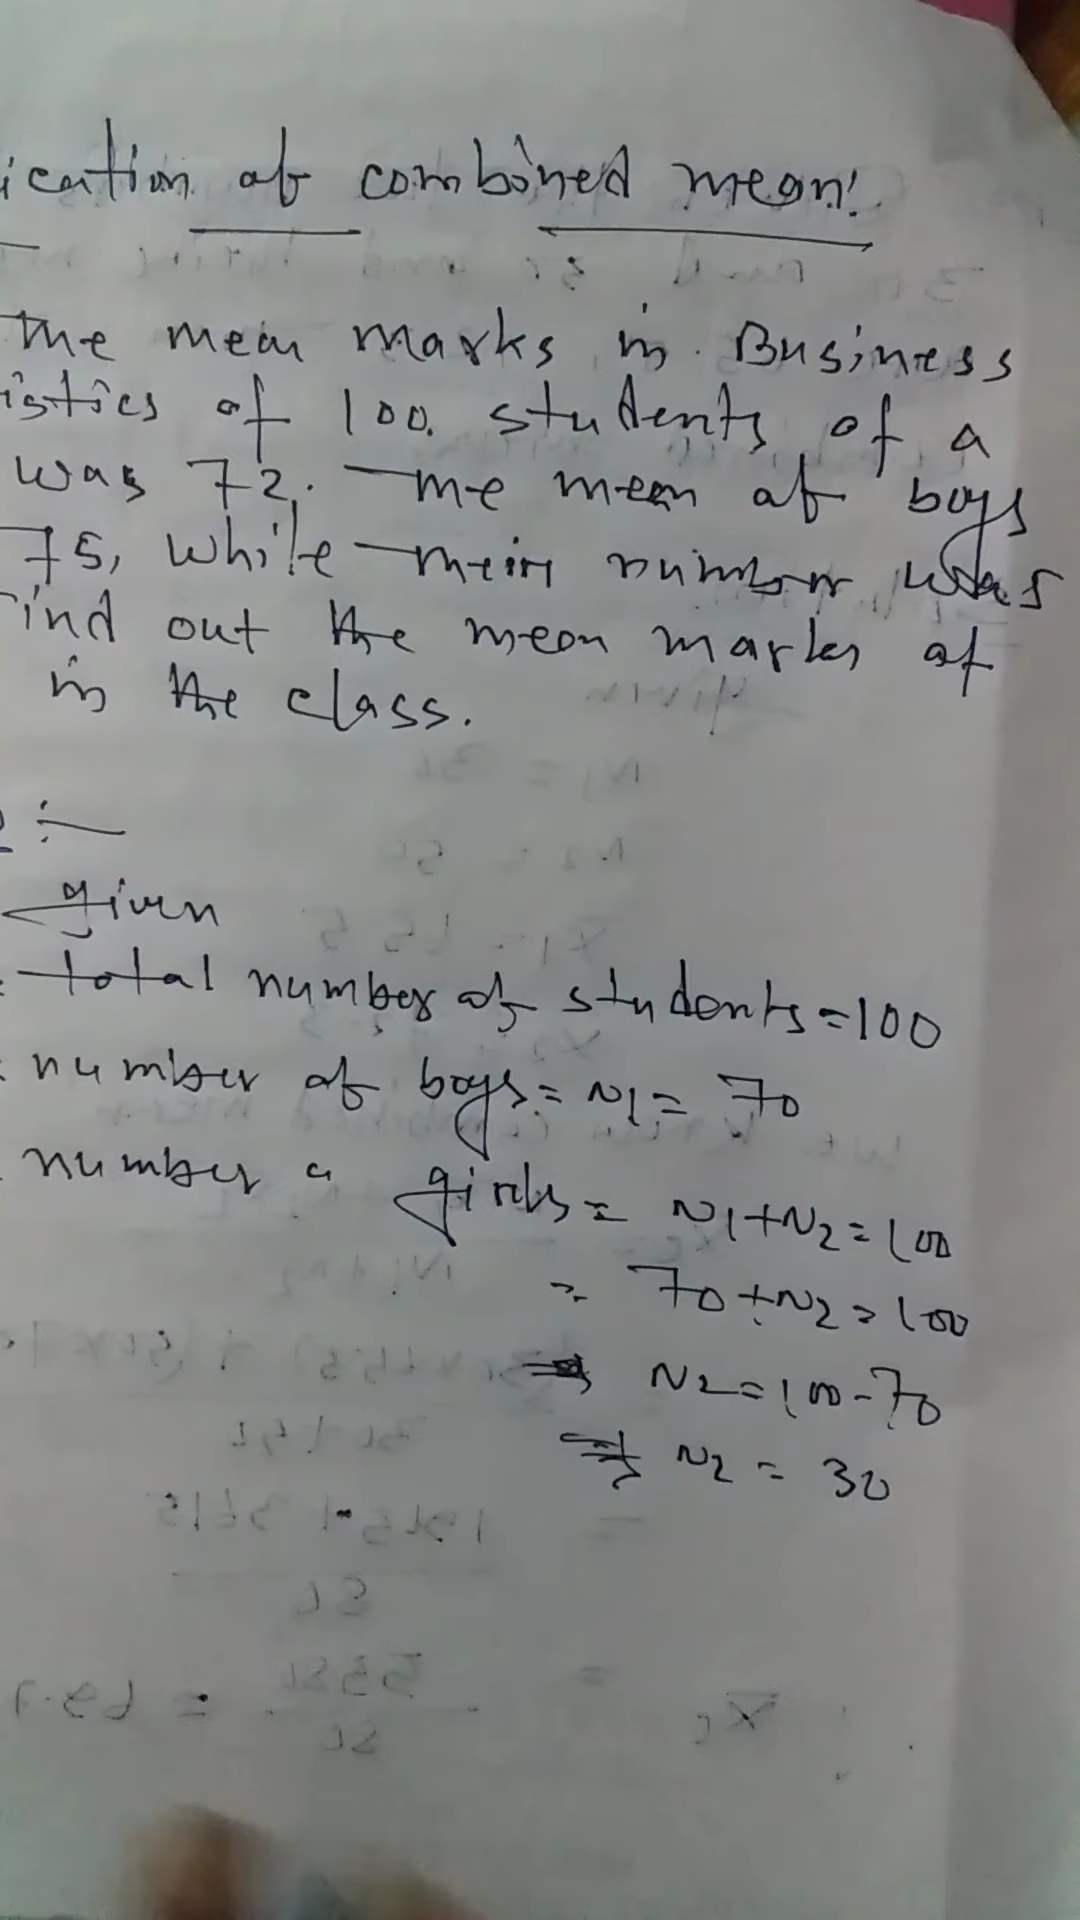 ication of combined mean:
The mean marks in Business
istics of 100 students of a
was 72. The mean of boys
75, while their number was
ind out the mean marks of
in the class.
given
total number of students = 100
number of boys = N1 = 70
number " girls = N1+N2 = 100
= 70+N2 = 100
⇒ N2 = 100-70
⇒ N2 = 30